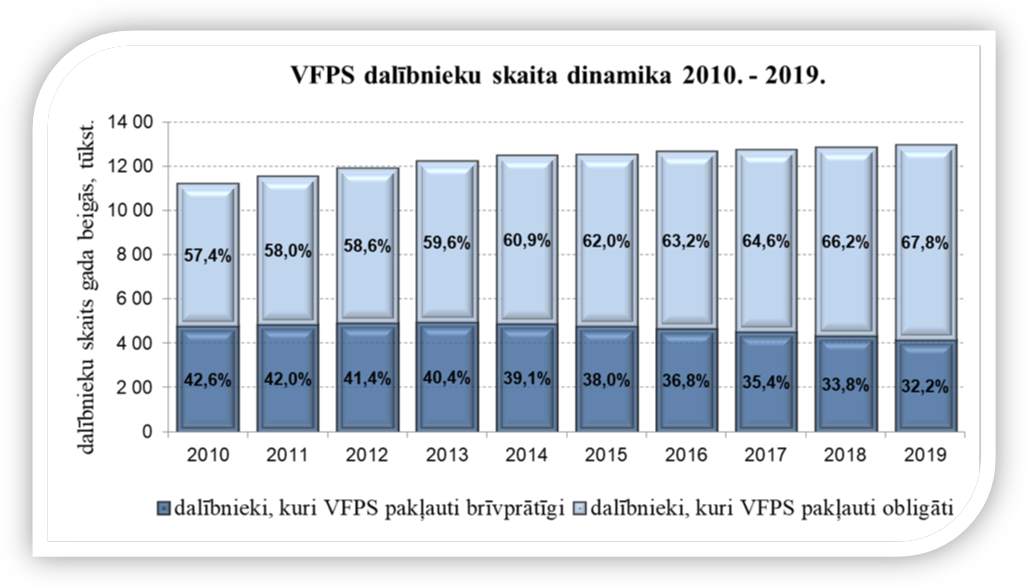 VFPS dalībnieku skaita dinamika 2010. - 2019.
dalībnieku skaits gada beigās, tūkst.
14 00
12 00
10 00
8 00
6 00
4 00
2 00
0
57,4% 58,0% 58,6% 59,6% 60,9% 62,0% 63,2% 64,6% 66,2% 67,8%
42,6% 42,0% 41,4% 40,4% 39,1% 38,0% 36,8% 35,4% 33,8% 32,2%
2010 2011 2012 2013 2014 2015 2016 2017 2018 2019
dalībnieki, kuri VFPS pakļauti brīvprātīgi dalībnieki, kuri VFPS pakļauti obligāti